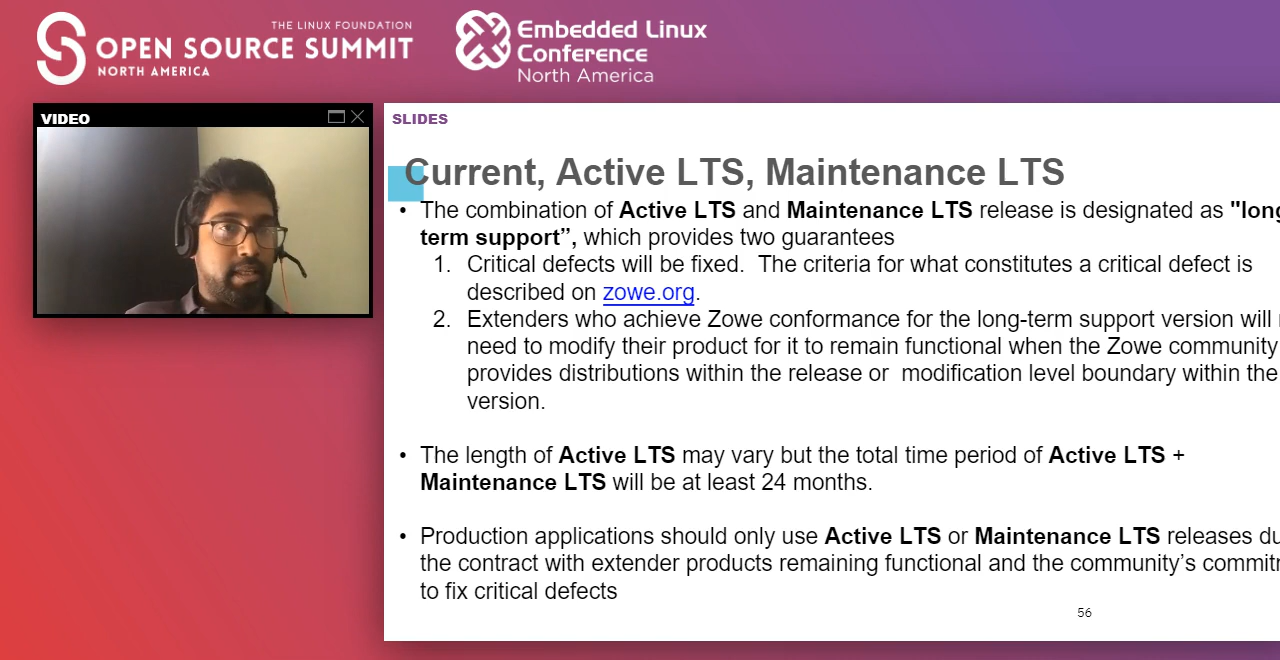 THE LINUX FOUNDATION
OPEN SOURCE SUMMIT
NORTH AMERICA
Embedded Linux
Conference
North America
VIDEO
SLIDES
Current, Active LTS, Maintenance LTS
• The combination of Active LTS and Maintenance LTS release is designated as "long
term support”, which provides two guarantees
1. Critical defects will be fixed. The criteria for what constitutes a critical defect is
described on zowe.org.
2. Extenders who achieve Zowe conformance for the long-term support version will
need to modify their product for it to remain functional when the Zowe community
provides distributions within the release or modification level boundary within the
version.
• The length of Active LTS may vary but the total time period of Active LTS +
Maintenance LTS will be at least 24 months.
• Production applications should only use Active LTS or Maintenance LTS releases
the contract with extender products remaining functional and the community’s
to fix critical defects
56